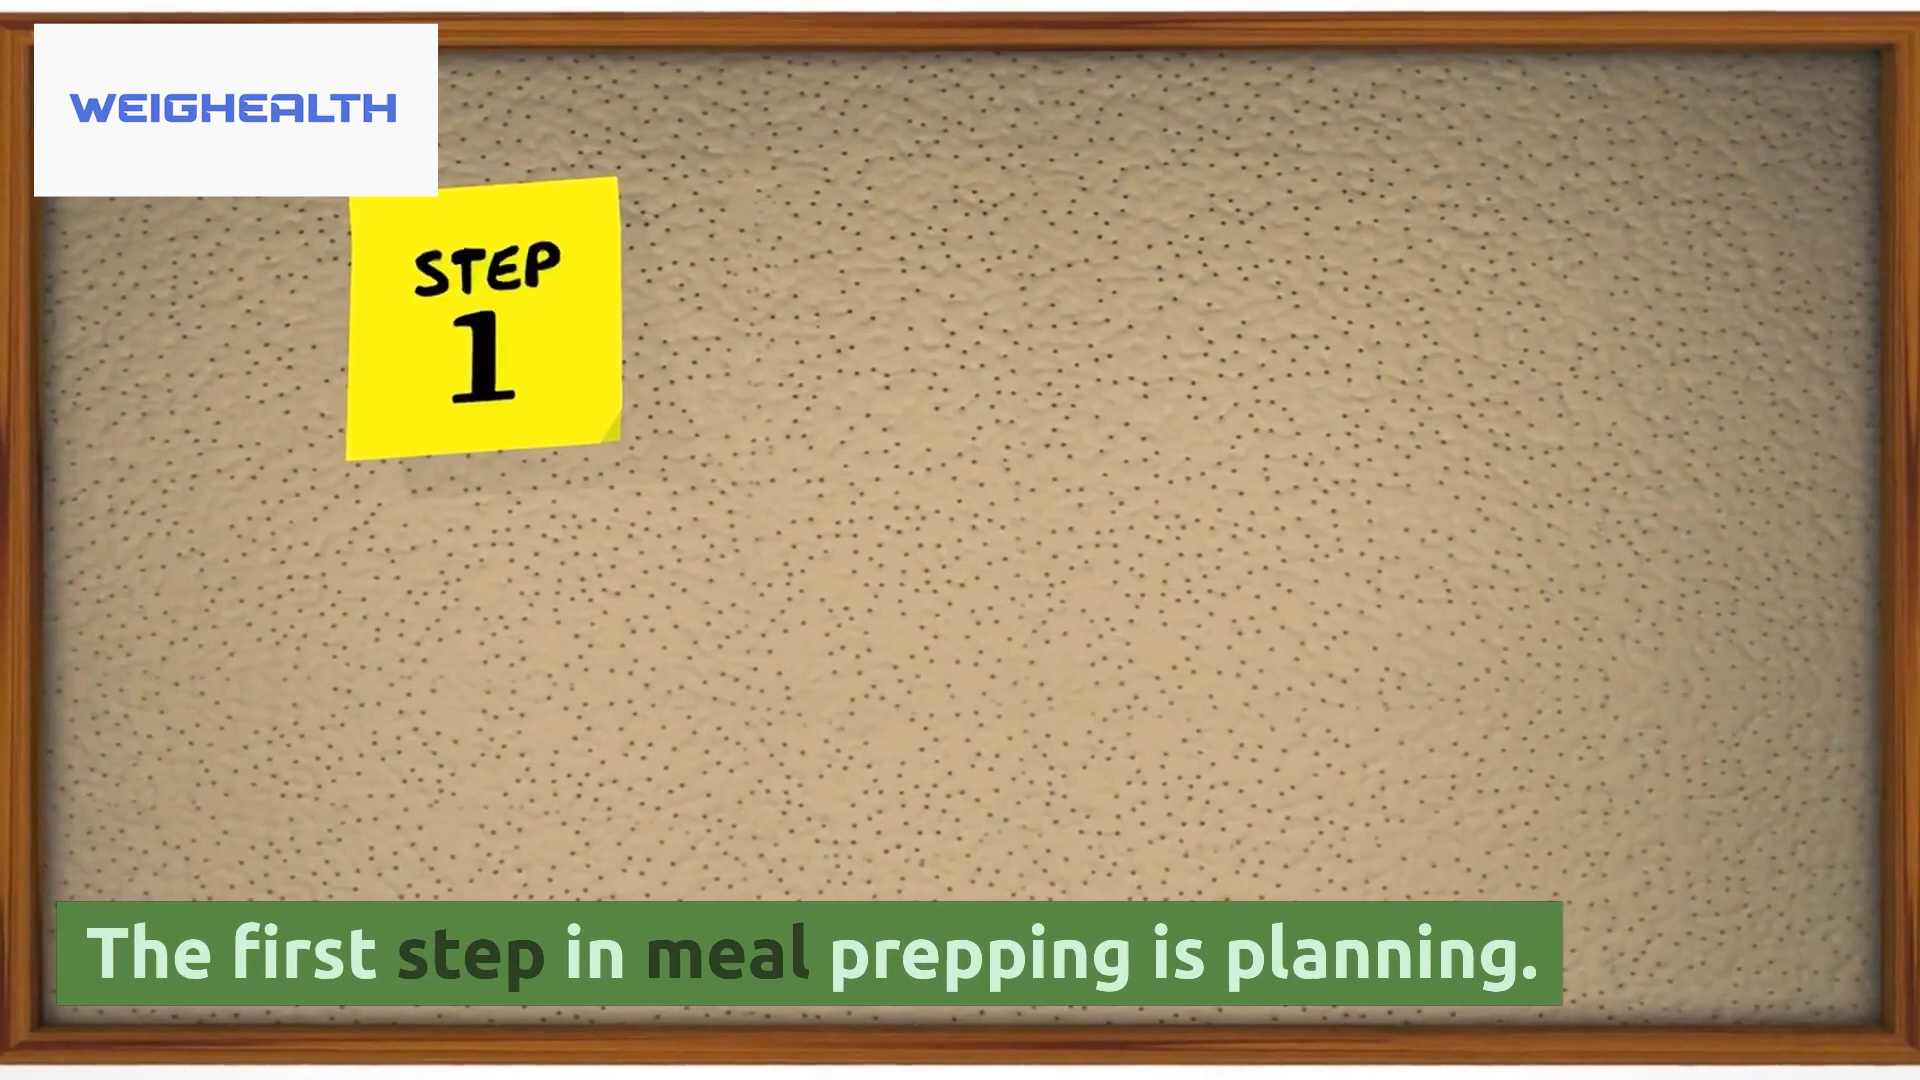 WEIGHEALTH
STEP
1
The first step in meal prepping is planning.